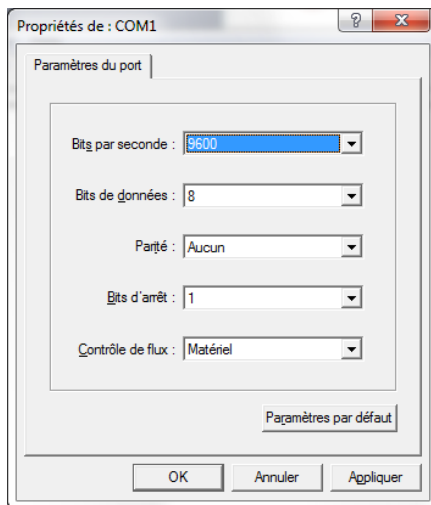 Propriétés de : COM1
Paramètres du port
Bits par seconde : 9600
Bits de données : 8
Parité : Aucun
Bits d'arrêt : 1
Contrôle de flux : Matériel
Paramètres par défaut
OK Annuler Appliquer